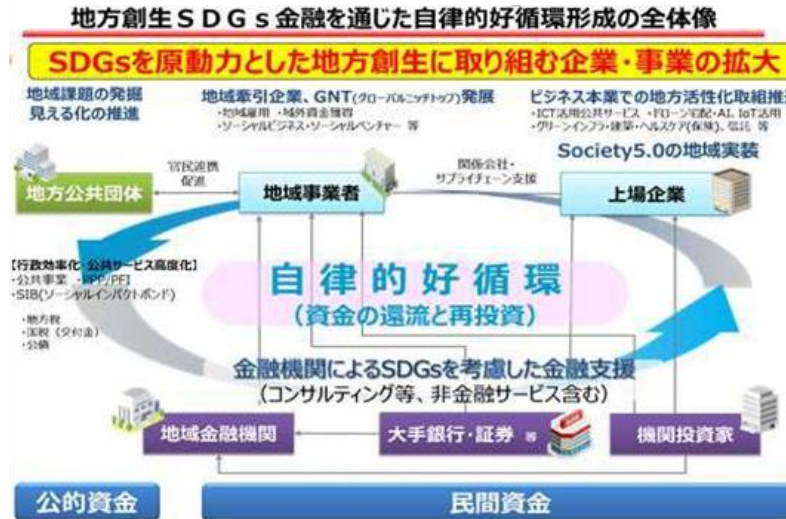 地方創生SDGs金融を通じた自律的好循環形成の全体像
SDGsを原動力とした地方創生に取り組む企業・事業の拡大
地域課題の発掘
見える化の推進
地域牽引企業、GNT(グローバルニッチトップ)発展
・地域雇用 ・域外資金獲得
・ソーシャルビジネス・ソーシャルベンチャー 等
ビジネス本業での地方活性化取組推
・ICT活用公共サービス ・ドローン宅配・AI、IoT活用
・グリーンインフラ・建築・ヘルスケア(保険)、信託 等
Society5.0の地域実装
地方公共団体
官民連携
促進
地域事業者
関係会社・
サプライチェーン支援
上場企業
【行政効率化・公共サービス高度化】
・公共事業 ・PPP/PFI
・SIB(ソーシャルインパクトボンド)
・地方税
・国税(交付金)
・公債
自律的好循環
(資金の還流と再投資)
金融機関によるSDGsを考慮した金融支援
(コンサルティング等、非金融サービス含む)
地域金融機関
大手銀行・証券 等
機関投資家
公的資金
民間資金